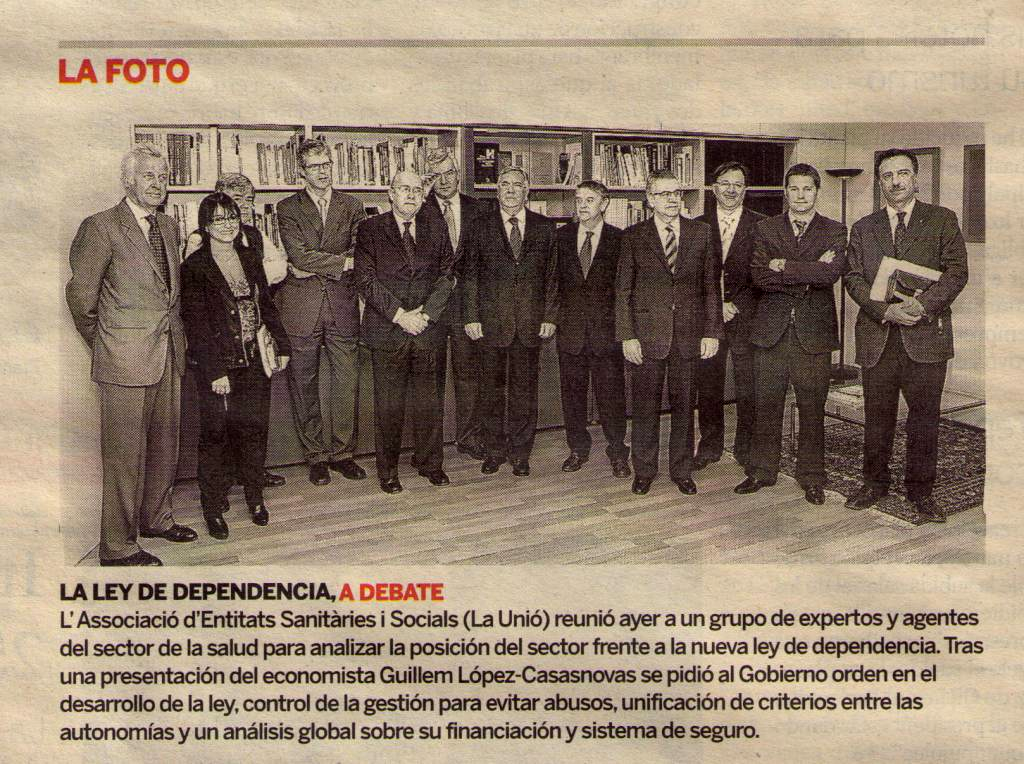 LA FOTO
LA LEY DE DEPENDENCIA, A DEBATE
L' Associació d'Entitats Sanitàries i Socials (La Unió) reunió ayer a un grupo de expertos y agentes
del sector de la salud para analizar la posición del sector frente a la nueva ley de dependencia. Tras
una presentación del economista Guillem López-Casasnovas se pidió al Gobierno orden en el
desarrollo de la ley, control de la gestión para evitar abusos, unificación de criterios entre las
autonomías y un análisis global sobre su financiación y sistema de seguro.